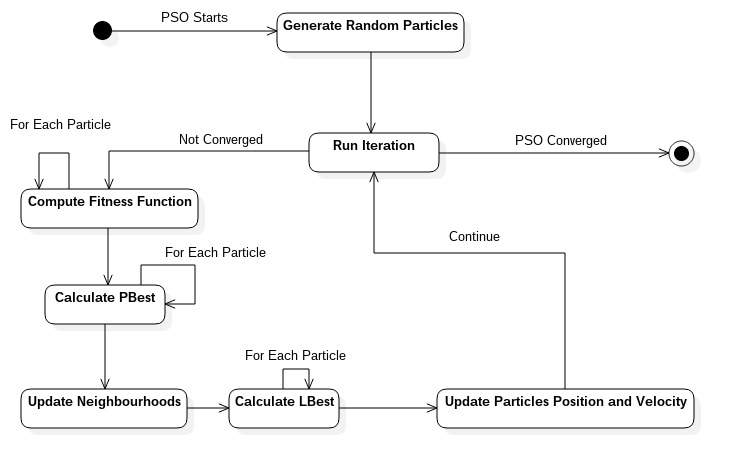 PSO Starts
Generate Random Particles
For Each Particle
Not Converged
Run Iteration
PSO Converged
Compute Fitness Function
Continue
For Each Particle
Calculate PBest
For Each Particle
Update Neighbourhoods
Calculate LBest
Update Particles Position and Velocity